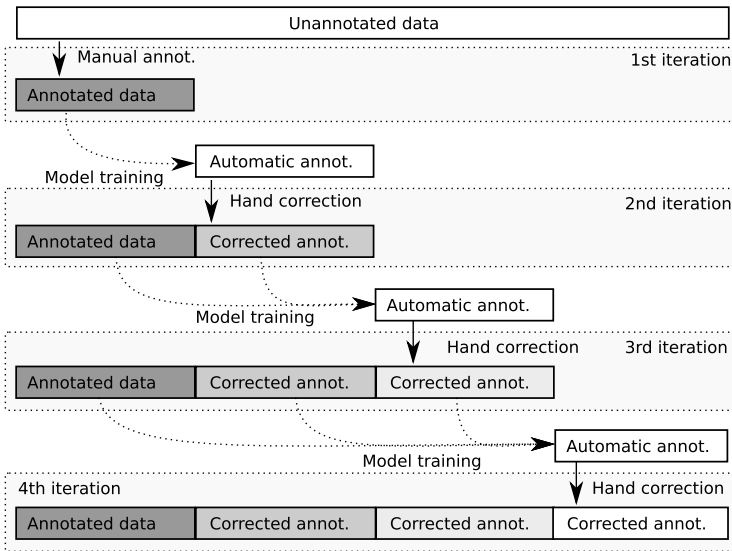 Unannotated data
Manual annot.
1st iteration
Annotated data
Automatic annot.
Model training
Hand correction
2nd iteration
Annotated data Corrected annot.
Automatic annot.
Model training
Hand correction 3rd iteration
Annotated data Corrected annot. Corrected annot.
Automatic annot.
Model training
4th iteration Hand correction
Annotated data Corrected annot. Corrected annot. Corrected annot.